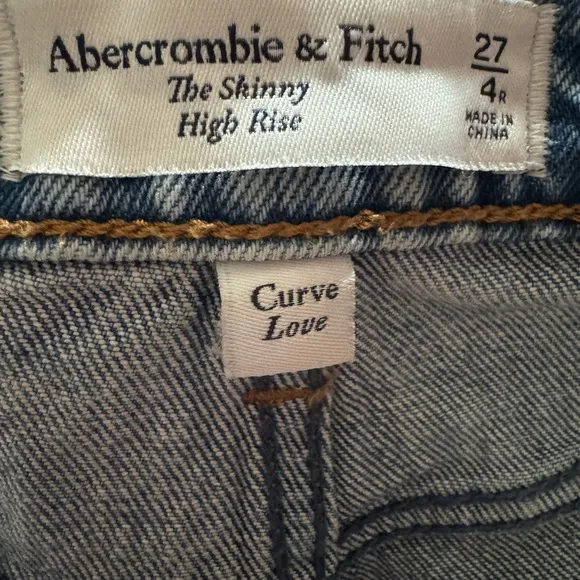 Abercrombie & Fitch
The Skinny
High Rise
27
4R
MADE IN
CHINA
Curve
Love